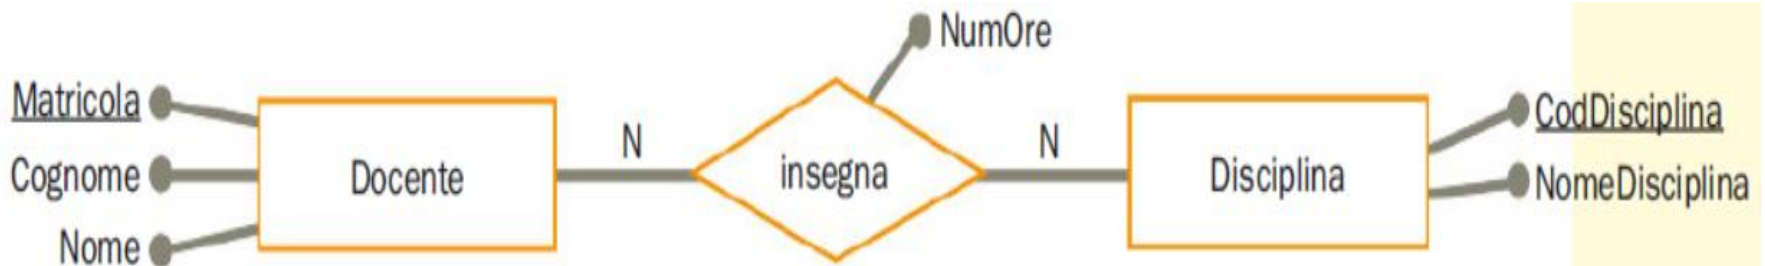 NumOre
Matricola
CodDisciplina
N
N
Cognome
Docente
insegna
Disciplina
NomeDisciplina
Nome